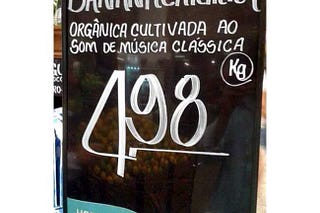 ORGÂNICA CULTIVADA AO
SOM DE MÚSICA CLÁSSICA
Kg
4,98